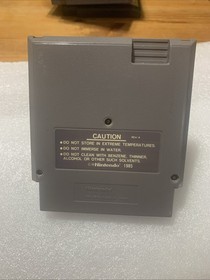 CAUTION
• DO NOT STORE IN EXTREME TEMPERATURES.
• DO NOT IMMERSE IN WATER.
• DO NOT CLEAN WITH BENZENE, THINNER,
ALCOHOL OR OTHER SUCH SOLVENTS.
©Nintendo 1985